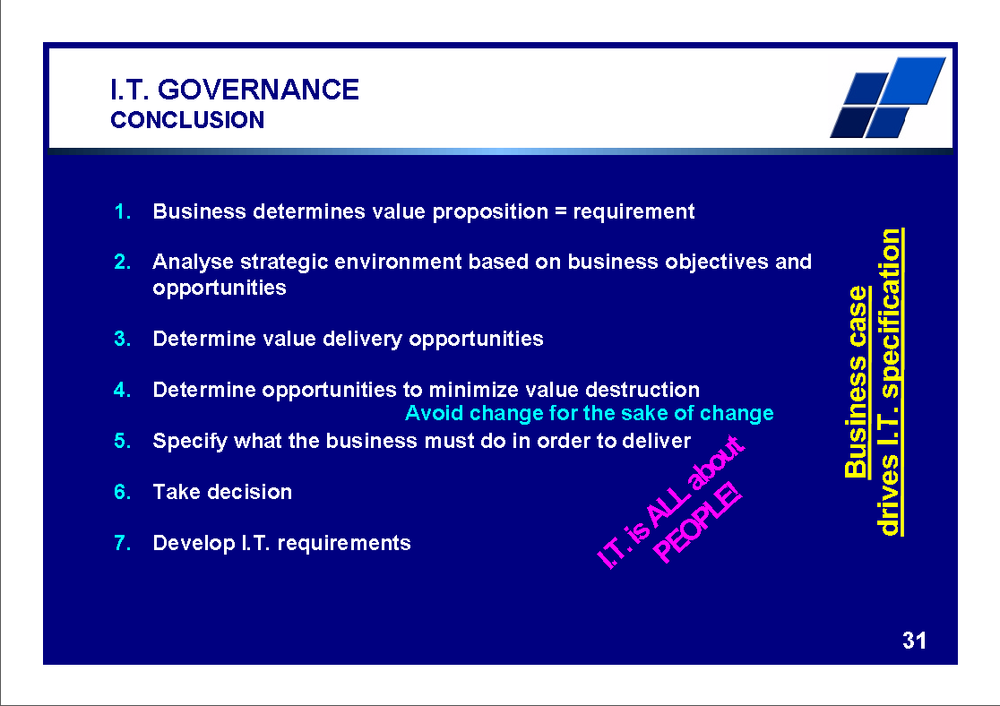 I.T. GOVERNANCE
CONCLUSION
1. Business determines value proposition = requirement
2. Analyse strategic environment based on business objectives and
opportunities
3. Determine value delivery opportunities
4. Determine opportunities to minimize value destruction
Avoid change for the sake of change
5. Specify what the business must do in order to deliver
6. Take decision
7. Develop I.T. requirements
I.T. is ALL about
PEOPLE!
Business case
drives I.T. specification
31